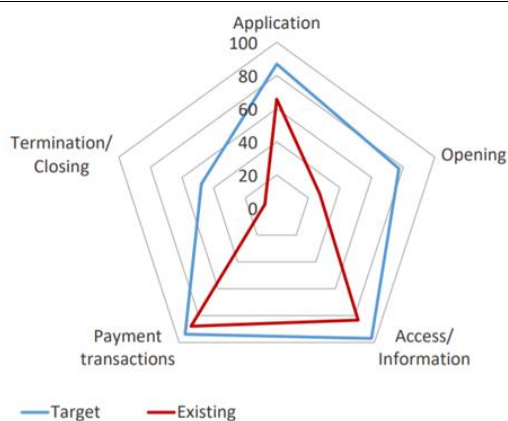 Application
100
80
60
40
20
0
Termination/
Closing
Opening
Payment
transactions
Access/
Information
Target
Existing